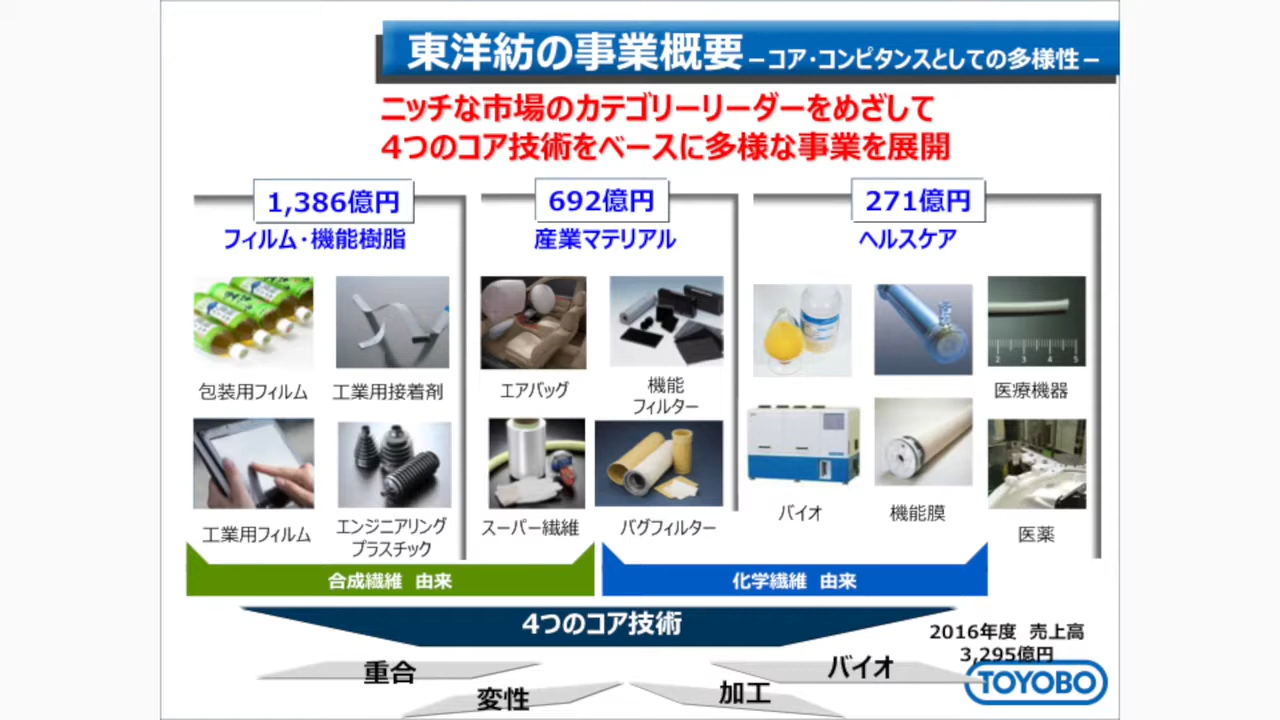 東洋紡の事業概要 －コア・コンピタンスとしての多様性－
ニッチな市場のカテゴリーリーダーをめざして
4つのコア技術をベースに多様な事業を展開
1,386億円
フィルム・機能樹脂
692億円
産業マテリアル
271億円
ヘルスケア
包装用フィルム
工業用接着剤
工業用フィルム
エンジニアリング
プラスチック
エアバッグ
機能
フィルター
スーパー繊維
バグフィルター
2 3 4 5
医療機器
バイオ
機能膜
医薬
合成繊維 由来
化学繊維 由来
4つのコア技術
重合
変性
加工
バイオ
2016年度 売上高
3,295億円
TOYOBO